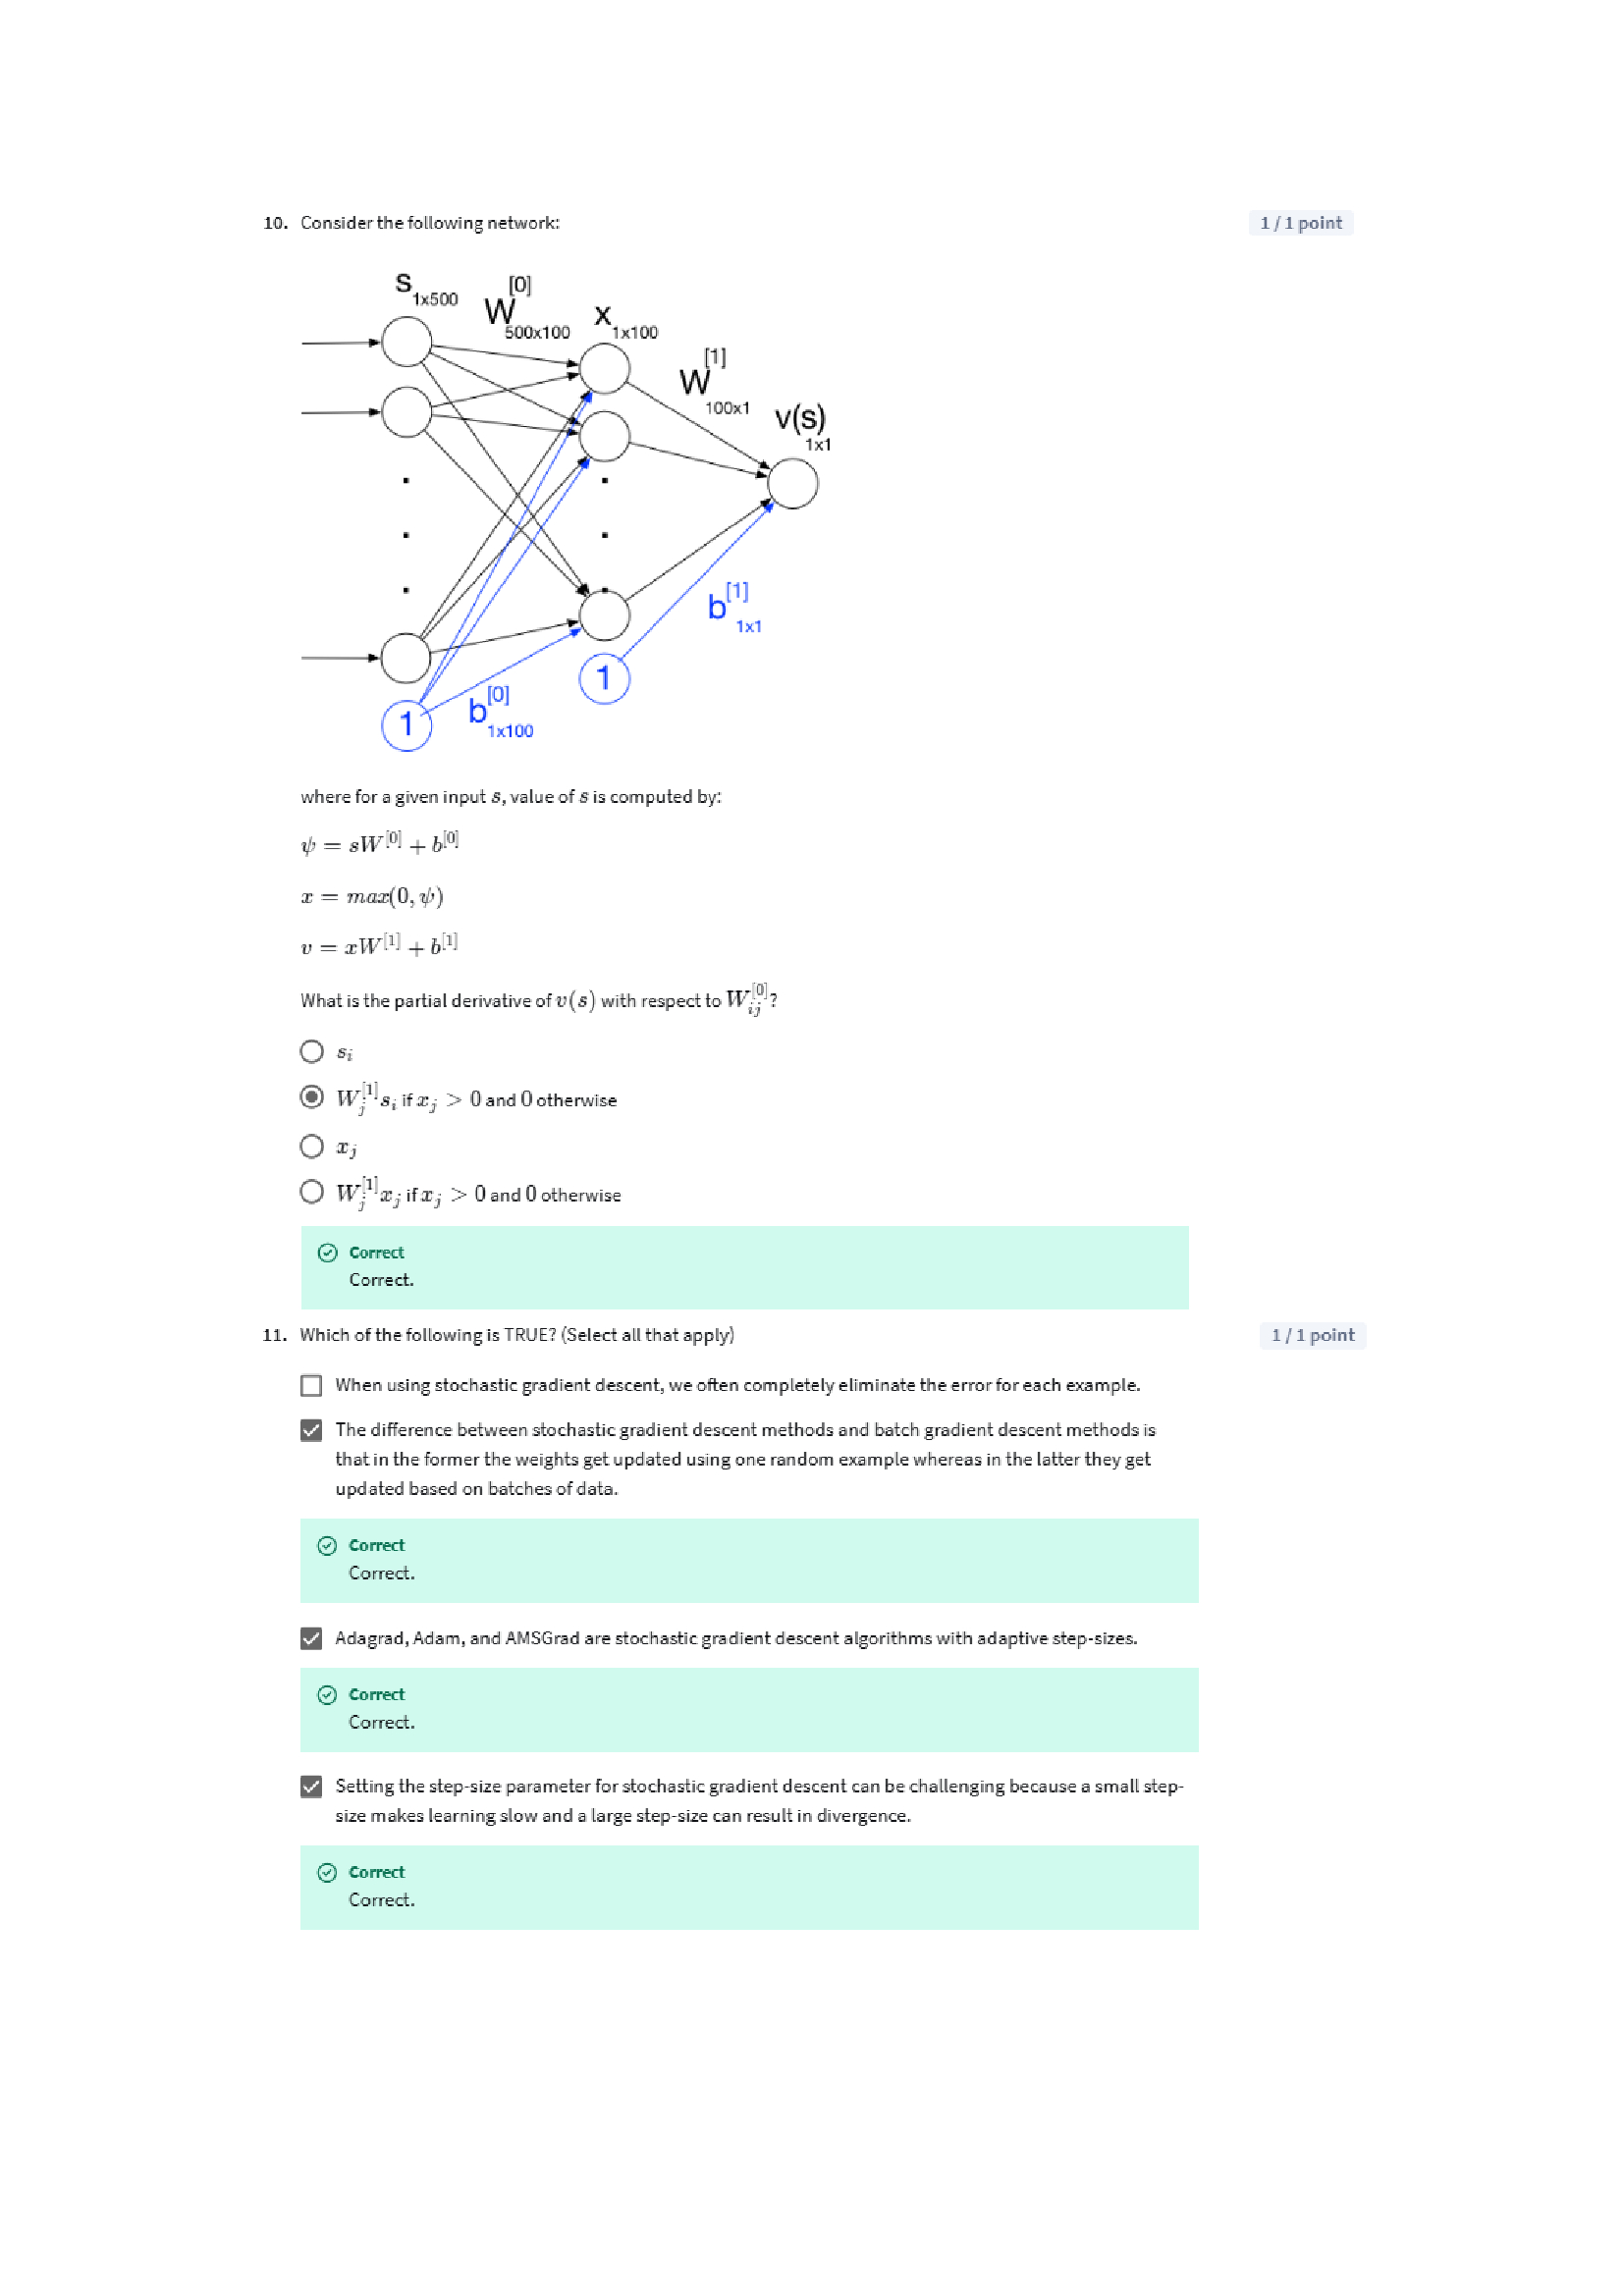 10. Consider the following network:
1 / 1 point
s 1x500
W [0] 500x100
x 1x100
W [1] 100x1
v(s) 1x1
b [1] 1x1
1
b [0] 1x100
1
where for a given input s, value of s is computed by:
ψ = sW^[0] + b^[0]
x = max(0, ψ)
v = xW^[1] + b^[1]
What is the partial derivative of v(s) with respect to W_ij^[0]?
s_i
W_j^[1] s_i if x_j > 0 and 0 otherwise
x_j
W_j^[1] x_j if x_j > 0 and 0 otherwise
Correct
Correct.
11. Which of the following is TRUE? (Select all that apply)
1 / 1 point
When using stochastic gradient descent, we often completely eliminate the error for each example.
The difference between stochastic gradient descent methods and batch gradient descent methods is
that in the former the weights get updated using one random example whereas in the latter they get
updated based on batches of data.
Correct
Correct.
Adagrad, Adam, and AMSGrad are stochastic gradient descent algorithms with adaptive step-sizes.
Correct
Correct.
Setting the step-size parameter for stochastic gradient descent can be challenging because a small step-
size makes learning slow and a large step-size can result in divergence.
Correct
Correct.